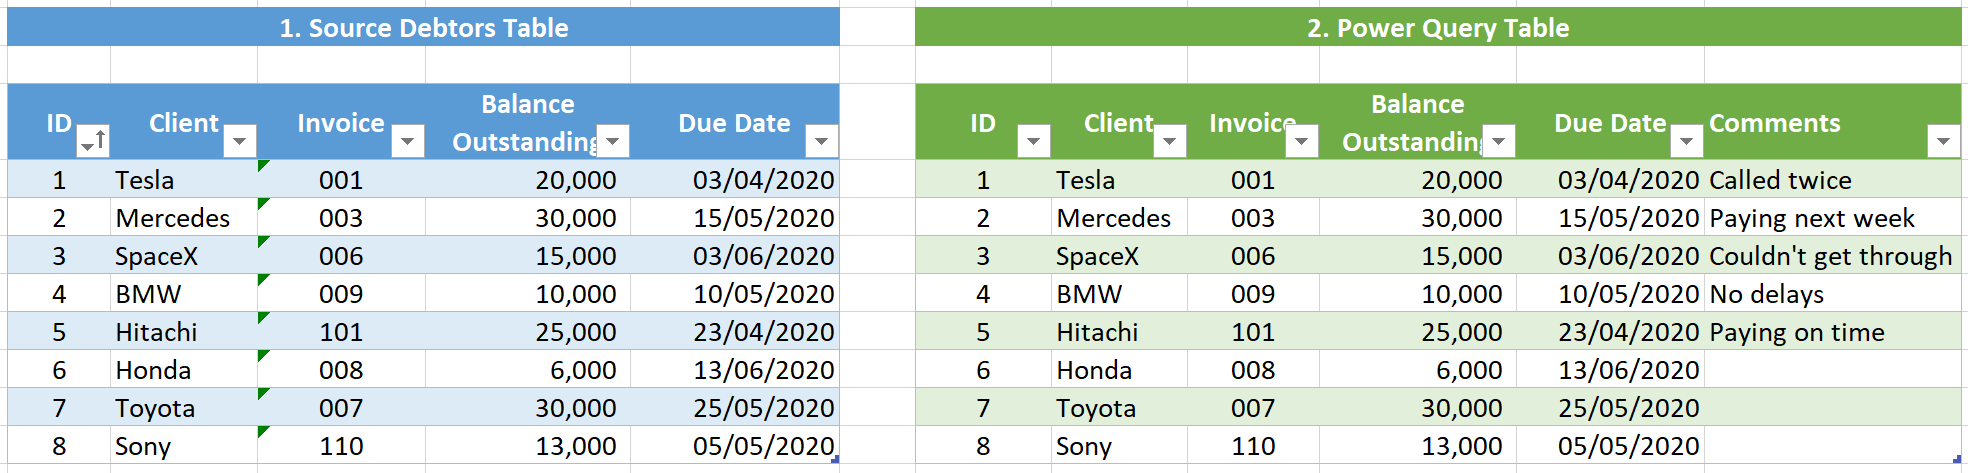 1. Source Debtors Table
ID Client Invoice Balance Outstanding Due Date
1 Tesla 001 20,000 03/04/2020
2 Mercedes 003 30,000 15/05/2020
3 SpaceX 006 15,000 03/06/2020
4 BMW 009 10,000 10/05/2020
5 Hitachi 101 25,000 23/04/2020
6 Honda 008 6,000 13/06/2020
7 Toyota 007 30,000 25/05/2020
8 Sony 110 13,000 05/05/2020
2. Power Query Table
ID Client Invoice Balance Outstanding Due Date Comments
1 Tesla 001 20,000 03/04/2020 Called twice
2 Mercedes 003 30,000 15/05/2020 Paying next week
3 SpaceX 006 15,000 03/06/2020 Couldn't get through
4 BMW 009 10,000 10/05/2020 No delays
5 Hitachi 101 25,000 23/04/2020 Paying on time
6 Honda 008 6,000 13/06/2020
7 Toyota 007 30,000 25/05/2020
8 Sony 110 13,000 05/05/2020